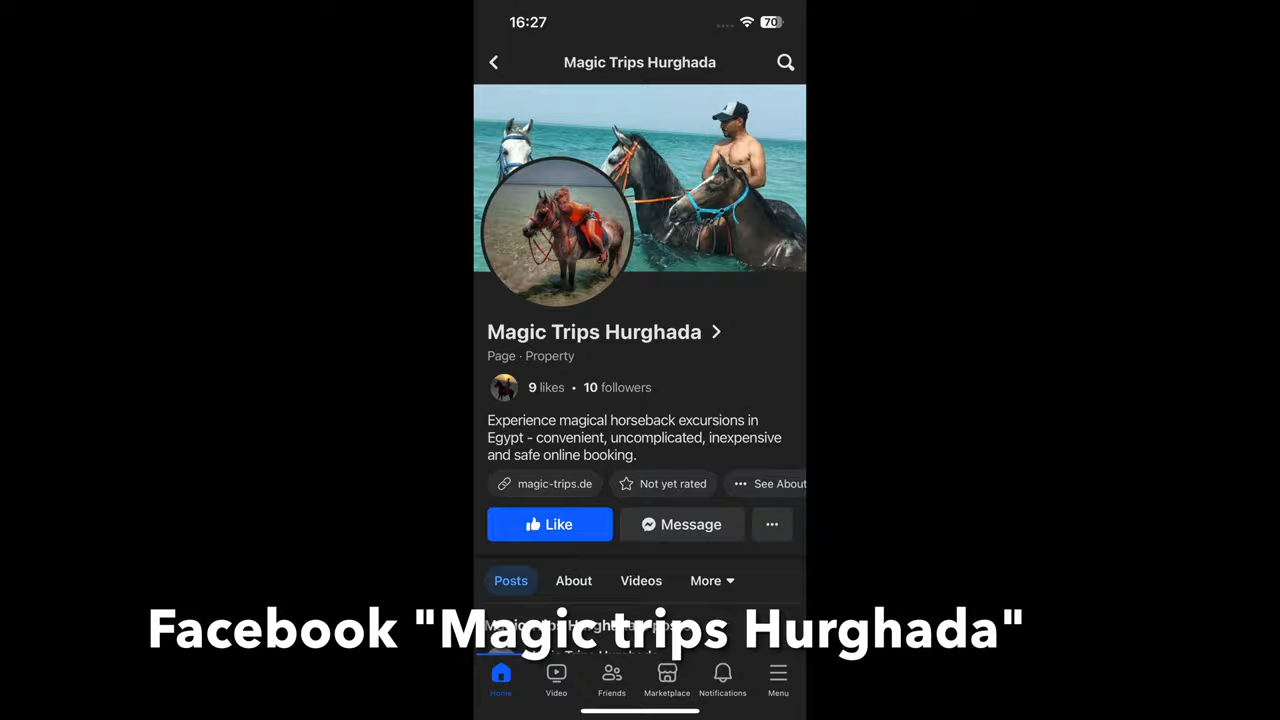 16:27
70
Magic Trips Hurghada
Magic Trips Hurghada
Page · Property
9 likes • 10 followers
Experience magical horseback excursions in
Egypt - convenient, uncomplicated, inexpensive
and safe online booking.
magic-trips.de
Not yet rated
See About
Like
Message
Posts
About
Videos
More
Facebook "Magic trips Hurghada"
Home
Video
Friends
Marketplace
Notifications
Menu